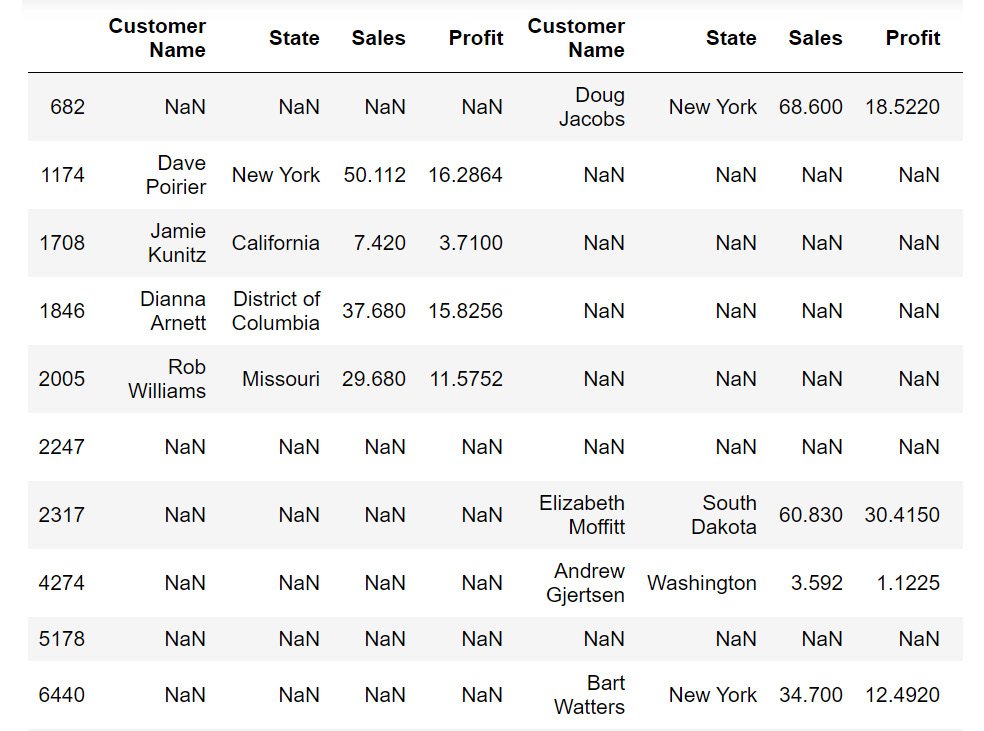 Customer Name State Sales Profit Customer Name State Sales Profit
682 NaN NaN NaN NaN Doug Jacobs New York 68.600 18.5220
1174 Dave Poirier New York 50.112 16.2864 NaN NaN NaN NaN
1708 Jamie Kunitz California 7.420 3.7100 NaN NaN NaN NaN
1846 Dianna Arnett District of Columbia 37.680 15.8256 NaN NaN NaN NaN
2005 Rob Williams Missouri 29.680 11.5752 NaN NaN NaN NaN
2247 NaN NaN NaN NaN NaN NaN NaN NaN
2317 NaN NaN NaN NaN Elizabeth Moffitt South Dakota 60.830 30.4150
4274 NaN NaN NaN NaN Andrew Gjertsen Washington 3.592 1.1225
5178 NaN NaN NaN NaN NaN NaN NaN NaN
6440 NaN NaN NaN NaN Bart Watters New York 34.700 12.4920